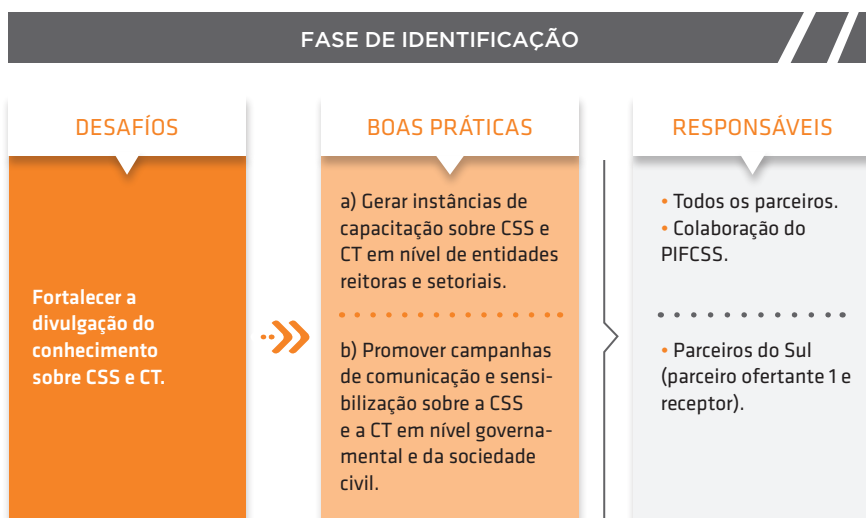 FASE DE IDENTIFICAÇÃO
DESAFÍOS
Fortalecer a
divulgação do
conhecimento
sobre CSS e CT.
BOAS PRÁTICAS
a) Gerar instâncias de
capacitação sobre CSS e
CT em nível de entidades
reitoras e setoriais.
b) Promover campanhas
de comunicação e sensi-
bilização sobre a CSS
e a CT em nível governa-
mental e da sociedade
civil.
RESPONSÁVEIS
• Todos os parceiros.
• Colaboração do
PIFCSS.
• Parceiros do Sul
(parceiro ofertante 1 e
receptor).